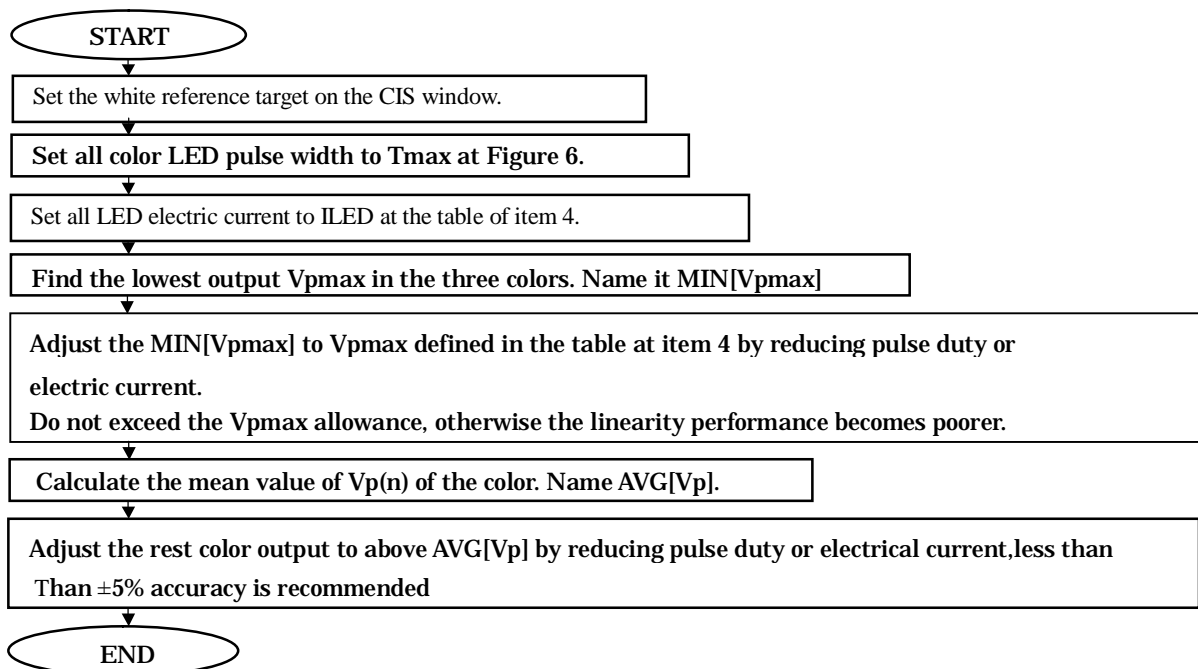 START
Set the white reference target on the CIS window.
Set all color LED pulse width to Tmax at Figure 6.
Set all LED electric current to ILED at the table of item 4.
Find the lowest output Vpmax in the three colors. Name it MIN[Vpmax]
Adjust the MIN[Vpmax] to Vpmax defined in the table at item 4 by reducing pulse duty or
electric current.
Do not exceed the Vpmax allowance, otherwise the linearity performance becomes poorer.
Calculate the mean value of Vp(n) of the color. Name AVG[Vp].
Adjust the rest color output to above AVG[Vp] by reducing pulse duty or electrical current,less than
Than ±5% accuracy is recommended
END